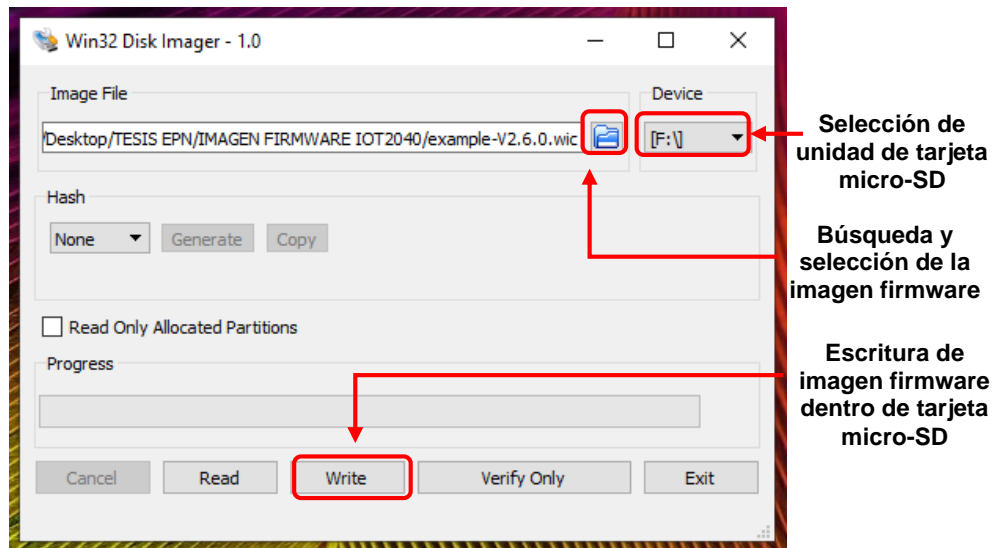 Win32 Disk Imager - 1.0
Image File
Device
/Desktop/TESIS EPN/IMAGEN FIRMWARE IOT2040/example-V2.6.0.wic
[F:\]
Selección de
unidad de tarjeta
micro-SD
Hash
None
Generate
Copy
Búsqueda y
selección de la
imagen firmware
Read Only Allocated Partitions
Progress
Escritura de
imagen firmware
dentro de tarjeta
micro-SD
Cancel
Read
Write
Verify Only
Exit